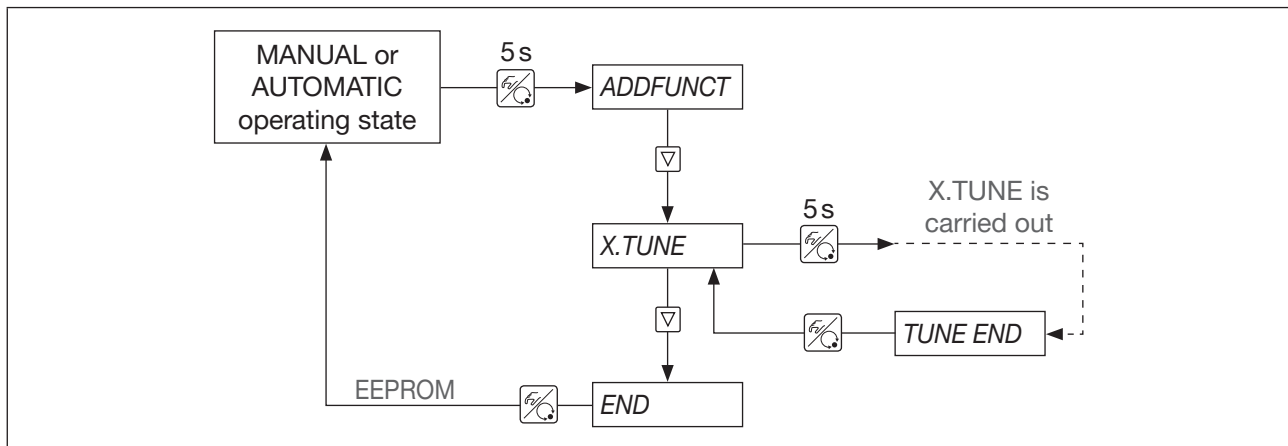 MANUAL or
AUTOMATIC
operating state
5 s
ADDFUNCT
X.TUNE
5 s
X.TUNE is
carried out
TUNE END
EEPROM
END